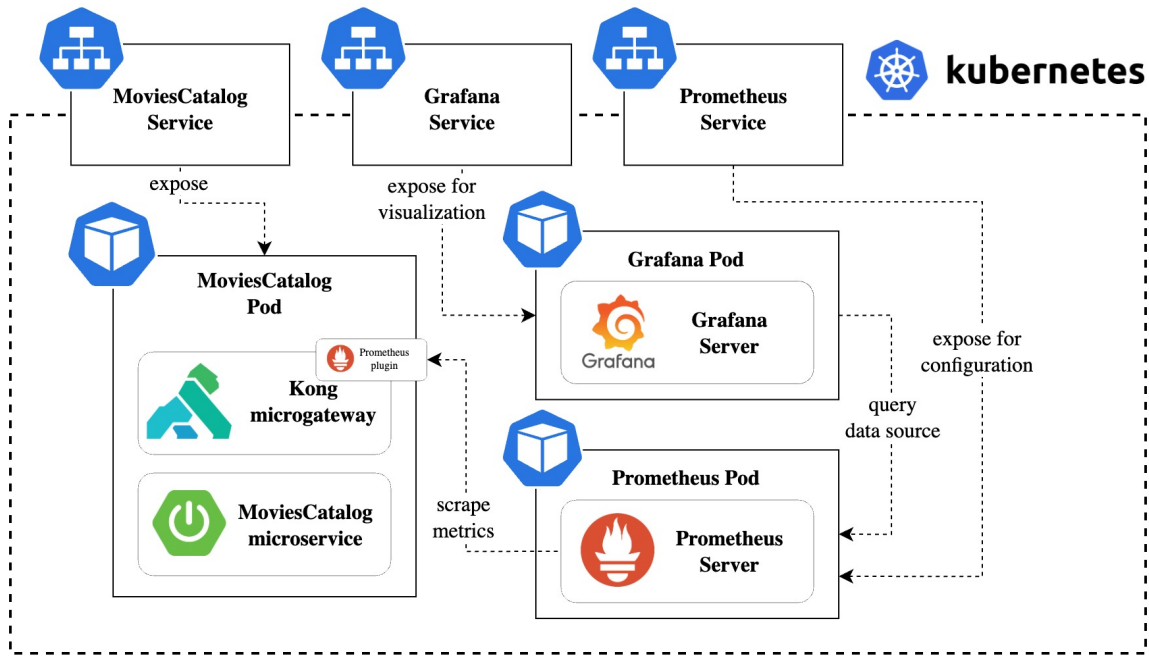 kubernetes
MoviesCatalog
Service
Grafana
Service
Prometheus
Service
expose
expose for
visualization
MoviesCatalog
Pod
Prometheus
plugin
Kong
microgateway
MoviesCatalog
microservice
Grafana Pod
Grafana
Grafana
Server
expose for
configuration
query
data source
scrape
metrics
Prometheus Pod
Prometheus
Server